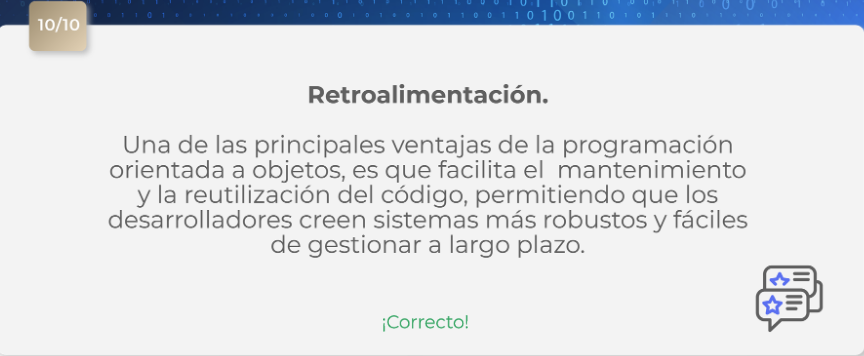 10/10
Retroalimentación.
Una de las principales ventajas de la programación
orientada a objetos, es que facilita el mantenimiento
y la reutilización del código, permitiendo que los
desarrolladores creen sistemas más robustos y fáciles
de gestionar a largo plazo.
¡Correcto!